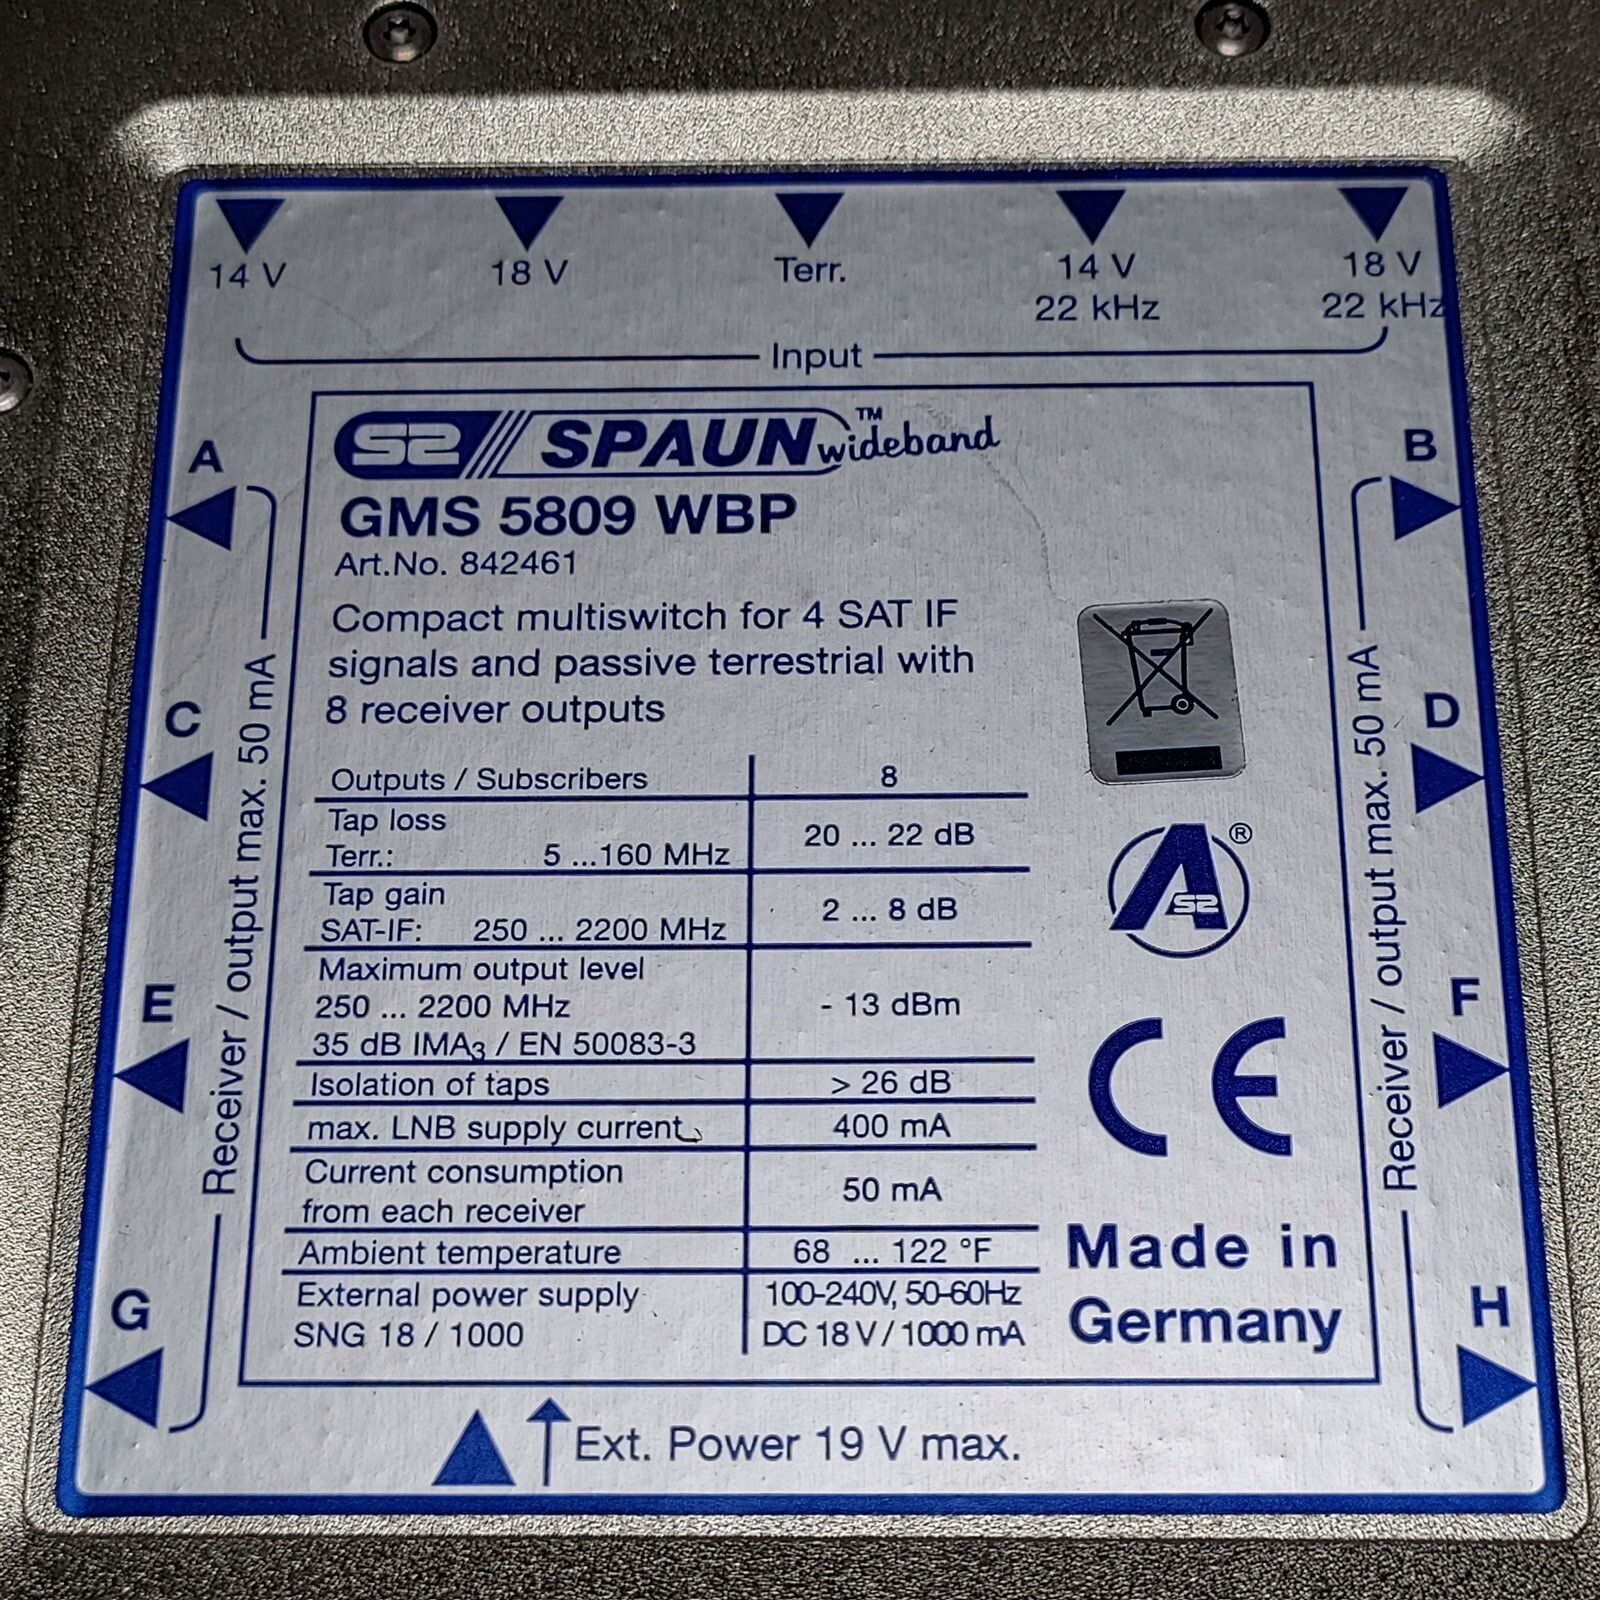 14 V 18 V Terr. 14 V 18 V
22 kHz 22 kHz
Input
S2 SPAUN™ wideband
GMS 5809 WBP
Art.No. 842461
Compact multiswitch for 4 SAT IF
signals and passive terrestrial with
8 receiver outputs
Outputs / Subscribers 8
Tap loss
Terr.: 5 ...160 MHz 20 ... 22 dB
Tap gain
SAT-IF: 250 ... 2200 MHz 2 ... 8 dB
Maximum output level
250 ... 2200 MHz - 13 dBm
35 dB IMA₃ / EN 50083-3
Isolation of taps > 26 dB
max. LNB supply current 400 mA
Current consumption
from each receiver 50 mA
Ambient temperature 68 ... 122 °F
External power supply 100-240V, 50-60Hz
SNG 18 / 1000 DC 18 V / 1000 mA
A S2 ®
CE
Made in
Germany
A
C
E
G
Receiver / output max. 50 mA
B
D
F
H
Receiver / output max. 50 mA
Ext. Power 19 V max.